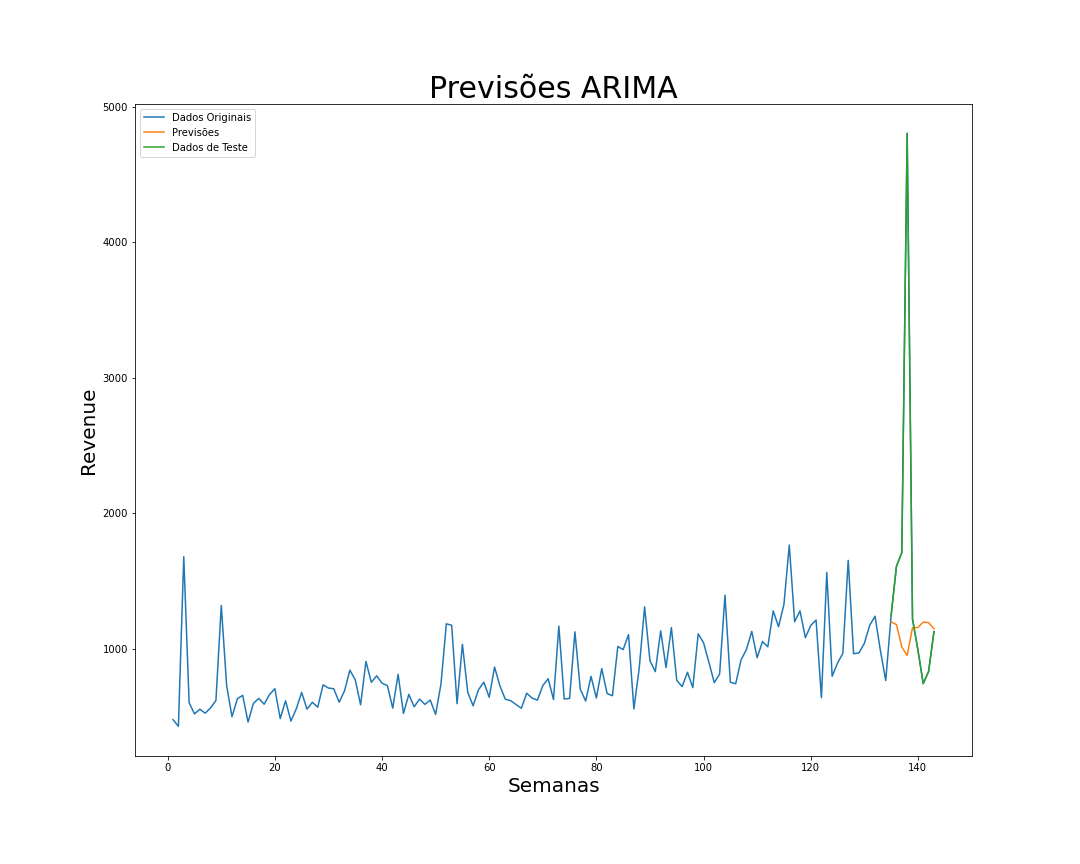 Previsões ARIMA
Dados Originais
Previsões
Dados de Teste
5000
4000
3000
2000
1000
Revenue
0 20 40 60 80 100 120 140
Semanas